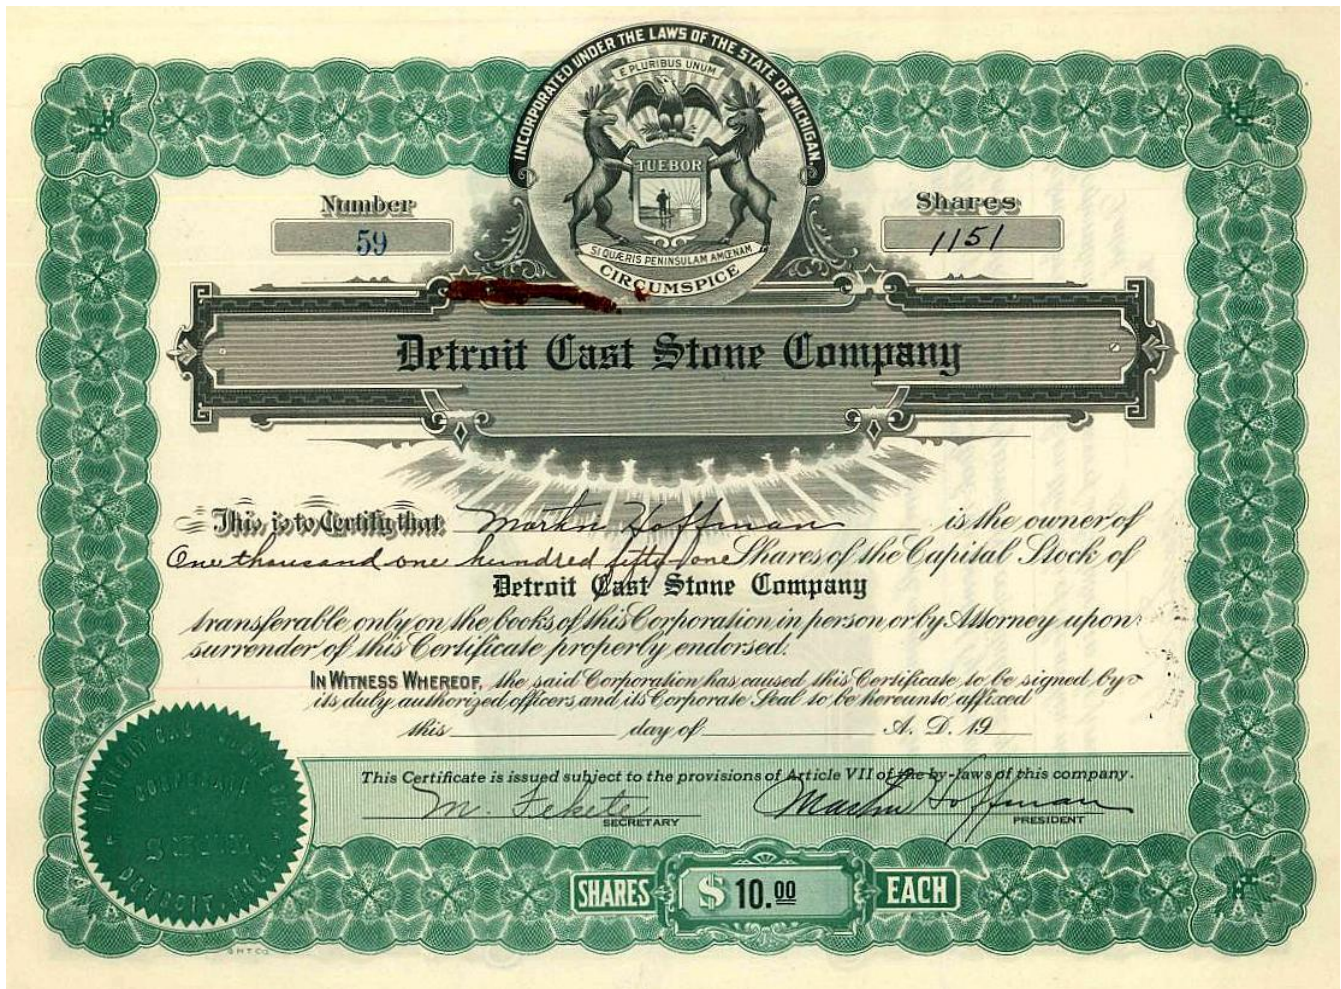 INCORPORATED UNDER THE LAWS OF THE STATE OF MICHIGAN.
E PLURIBUS UNUM
TUEBOR
SI QUÆRIS PENINSULAM AMŒNAM
CIRCUMSPICE
Number
59
Shares
1151
Detroit Cast Stone Company
This is to Certify that Martin Hoffman is the owner of
One thousand one hundred fifty-one Shares of the Capital Stock of
Detroit Cast Stone Company
transferable only on the books of this Corporation in person or by Attorney upon
surrender of this Certificate properly endorsed.
IN WITNESS WHEREOF, the said Corporation has caused this Certificate to be signed by
its duly authorized officers and its Corporate Seal to be hereunto affixed
this day of A. D. 19
This Certificate is issued subject to the provisions of Article VII of the by-laws of this company.
M. Fekete
SECRETARY
Martin Hoffman
PRESIDENT
CORPORATE
SEAL
DETROIT, MICH.
SHARES $ 10.00 EACH